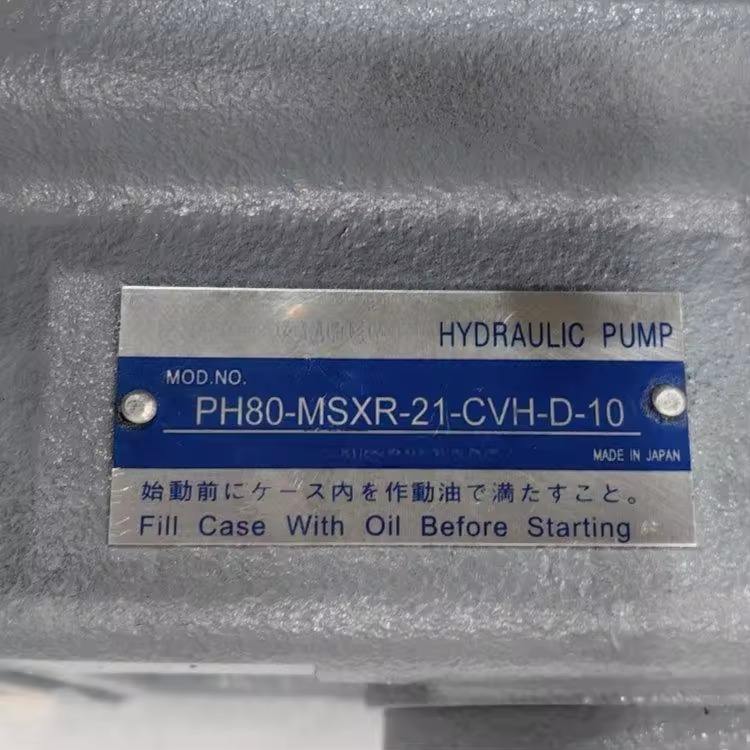 HYDRAULIC PUMP
MOD.NO.
PH80-MSXR-21-CVH-D-10
MADE IN JAPAN
始動前にケース内を作動油で満たすこと。
Fill Case With Oil Before Starting